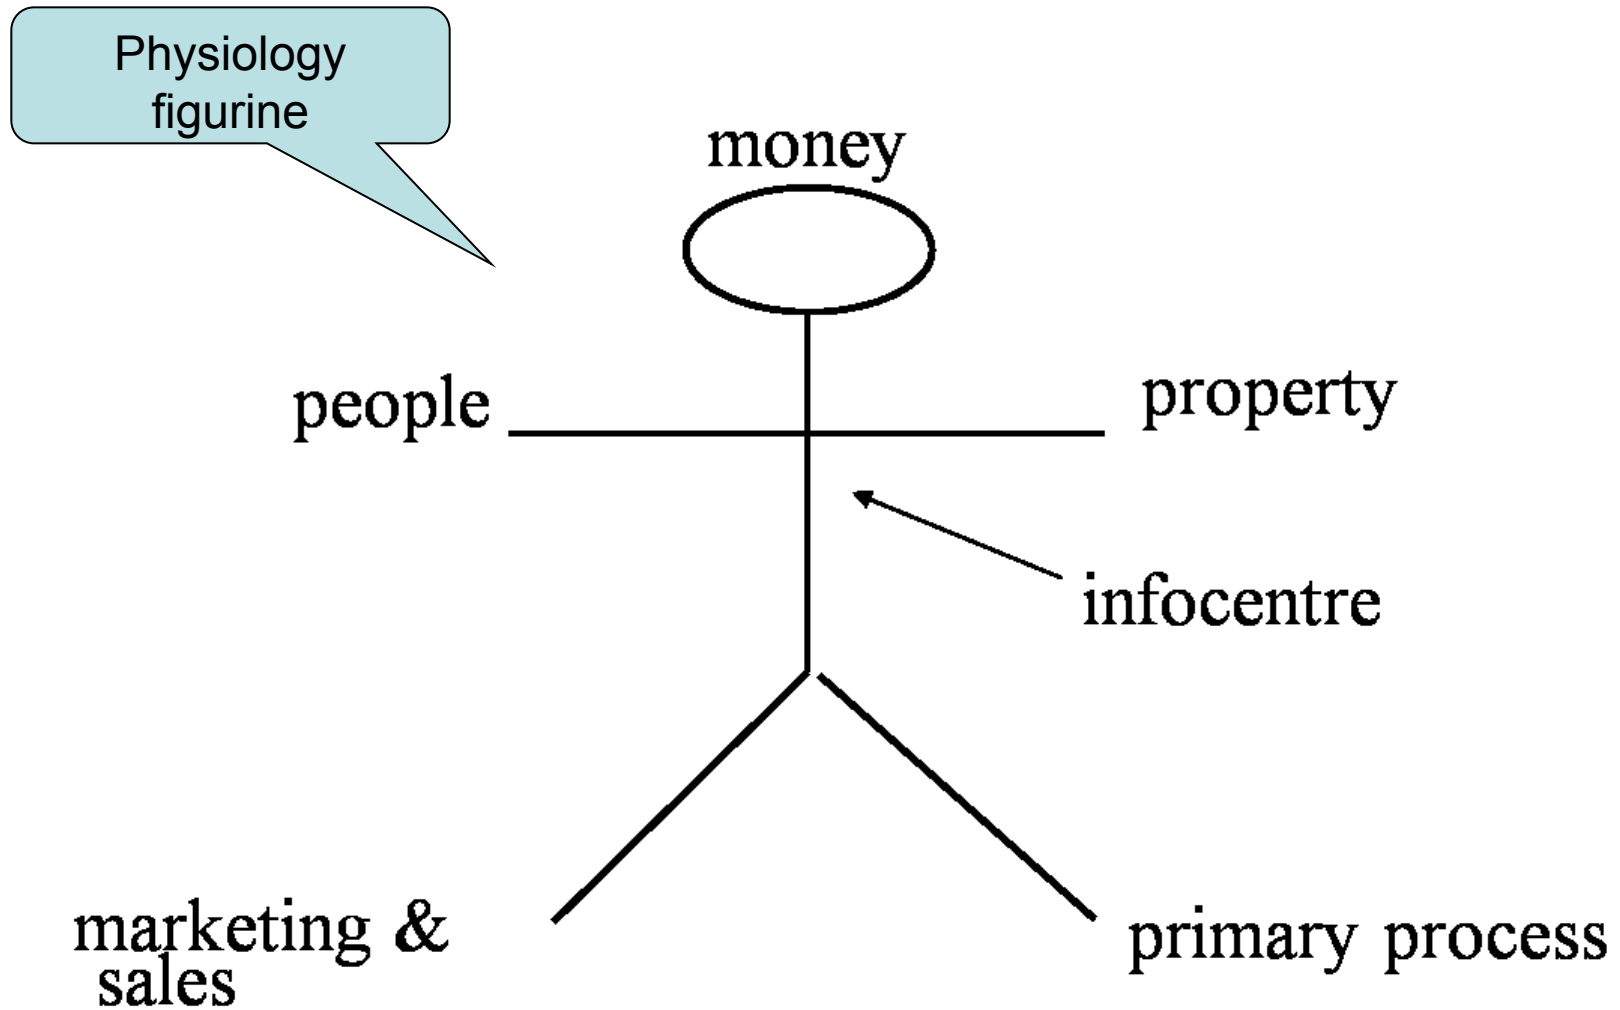 Physiology
figurine
money
people
property
infocentre
marketing &
sales
primary process